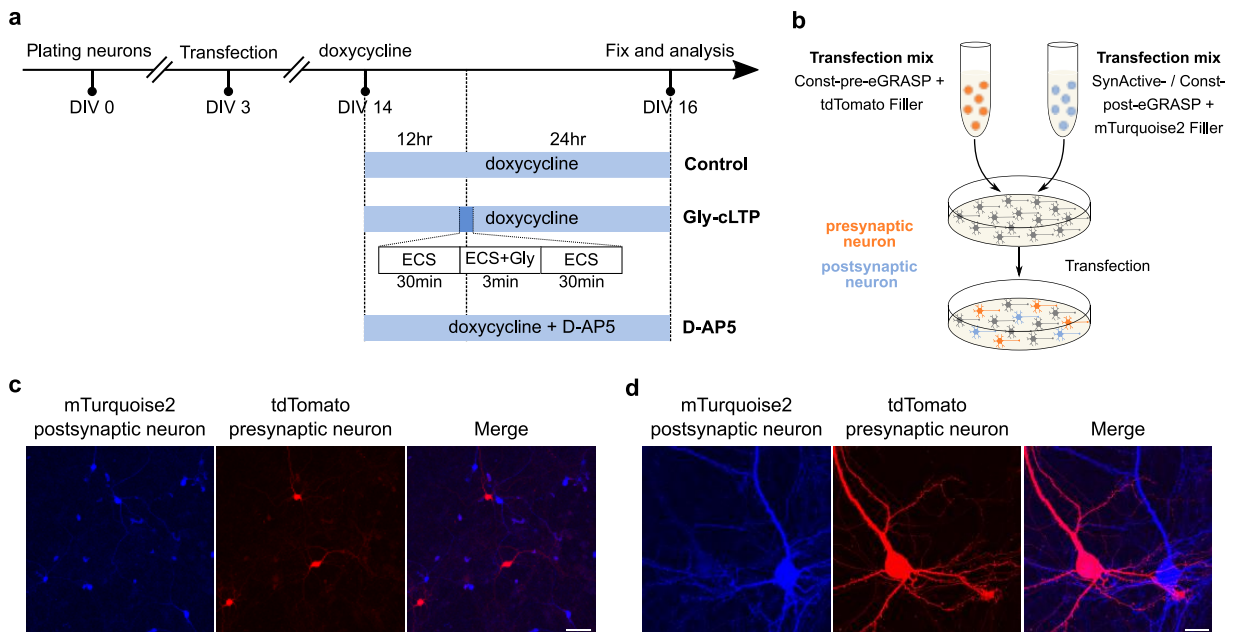 a
Plating neurons
Transfection
doxycycline
Fix and analysis
DIV 0
DIV 3
DIV 14
DIV 16
12hr
24hr
doxycycline
Control
doxycycline
Gly-cLTP
ECS
ECS+Gly
ECS
30min
3min
30min
doxycycline + D-AP5
D-AP5
b
Transfection mix
Const-pre-eGRASP +
tdTomato Filler
Transfection mix
SynActive- / Const-
post-eGRASP +
mTurquoise2 Filler
presynaptic
neuron
postsynaptic
neuron
Transfection
c
mTurquoise2
postsynaptic neuron
tdTomato
presynaptic neuron
Merge
d
mTurquoise2
postsynaptic neuron
tdTomato
presynaptic neuron
Merge